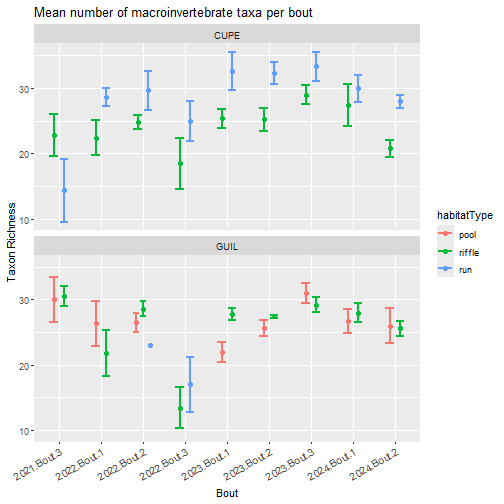 Mean number of macroinvertebrate taxa per bout
CUPE
30
20
10
GUIL
30
20
10
Taxon Richness
2021.Bout.3
2022.Bout.1
2022.Bout.2
2022.Bout.3
2023.Bout.1
2023.Bout.2
2023.Bout.3
2024.Bout.1
2024.Bout.2
Bout
habitatType
pool
riffle
run